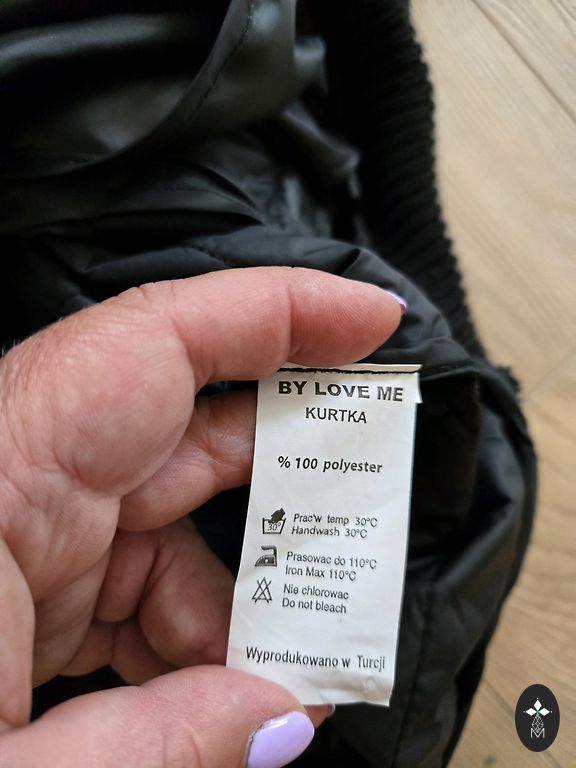 BY LOVE ME
KURTKA
% 100 polyester
30°
Prac'w temp 30°C
Handwash 30°C
Prasowac do 110°C
Iron Max 110°C
Nie chlorowac
Do not bleach
Wyprodukowano w Turcji
M